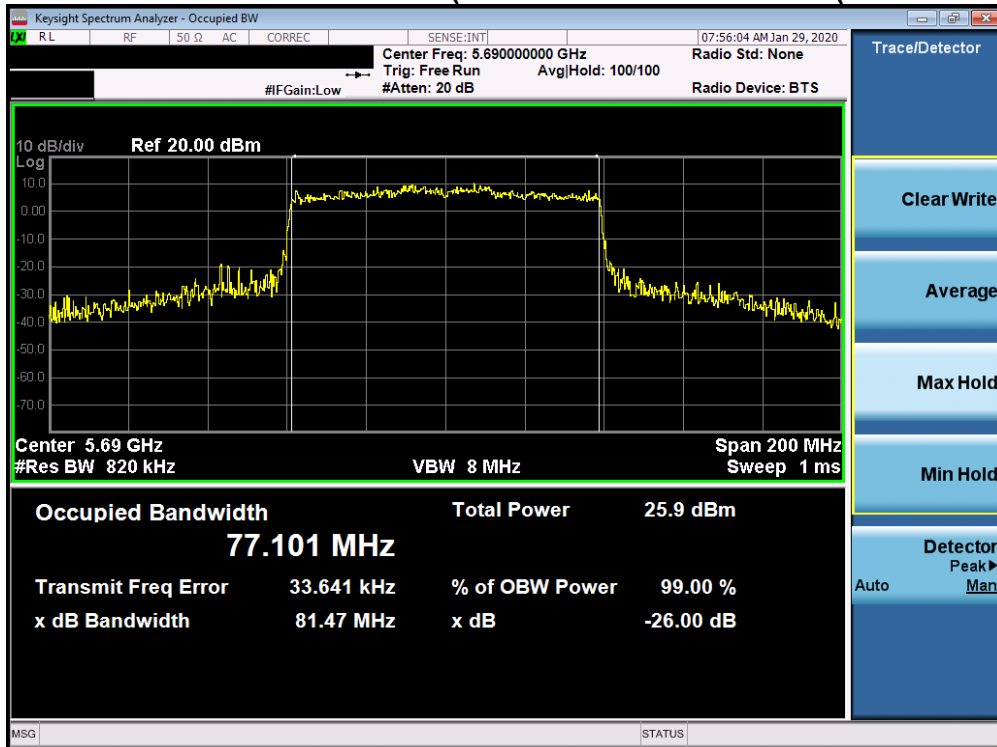 Keysight Spectrum Analyzer - Occupied BW
LXI RL RF 50 Ω AC CORREC SENSE:INT 07:56:04 AM Jan 29, 2020
Center Freq: 5.690000000 GHz Radio Std: None
Trig: Free Run Avg|Hold: 100/100
#IFGain:Low #Atten: 20 dB Radio Device: BTS
10 dB/div Ref 20.00 dBm
Log
10.0
0.00
-10.0
-20.0
-30.0
-40.0
-50.0
-60.0
-70.0
Center 5.69 GHz Span 200 MHz
#Res BW 820 kHz VBW 8 MHz Sweep 1 ms
Occupied Bandwidth Total Power 25.9 dBm
77.101 MHz
Transmit Freq Error 33.641 kHz % of OBW Power 99.00 %
x dB Bandwidth 81.47 MHz x dB -26.00 dB
MSG STATUS
Trace/Detector
Clear Write
Average
Max Hold
Min Hold
Detector
Peak▶
Auto Man